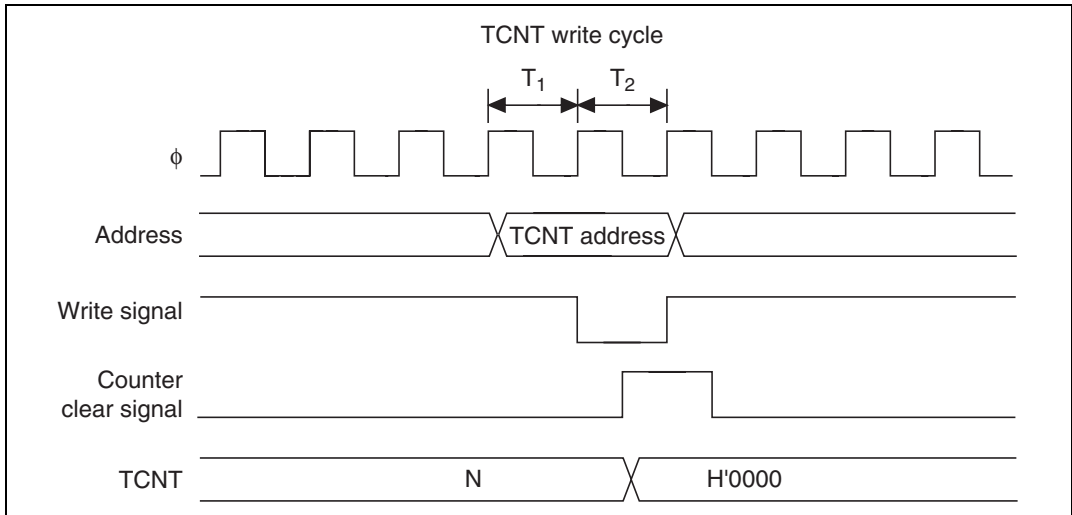 TCNT write cycle
T1 T2
ϕ
Address
TCNT address
Write signal
Counter
clear signal
TCNT
N
H'0000